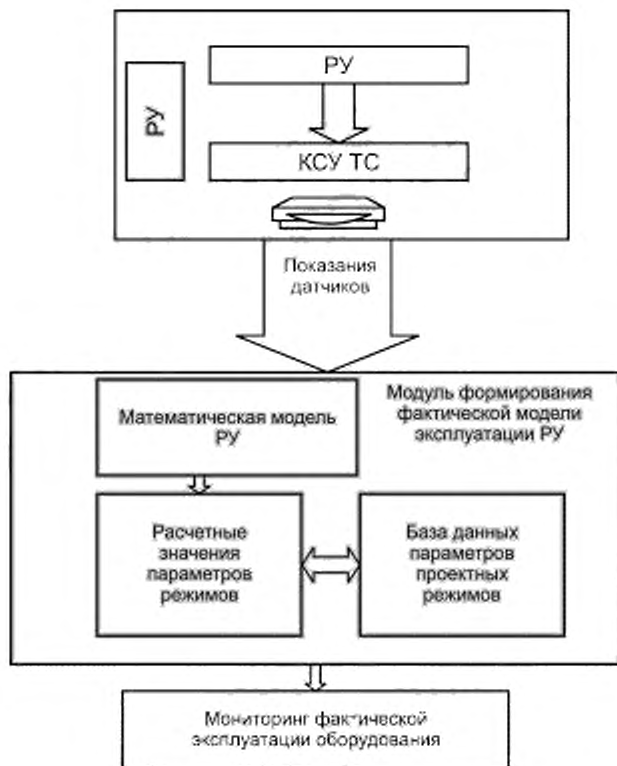 РУ
РУ
КСУ ТС
Показания
датчиков
Модуль формирования
фактической модели
эксплуатации РУ
Математическая модель
РУ
Расчетные
значения
параметров
режимов
База данных
параметров
проектных
режимов
Мониторинг фактической
эксплуатации оборудования